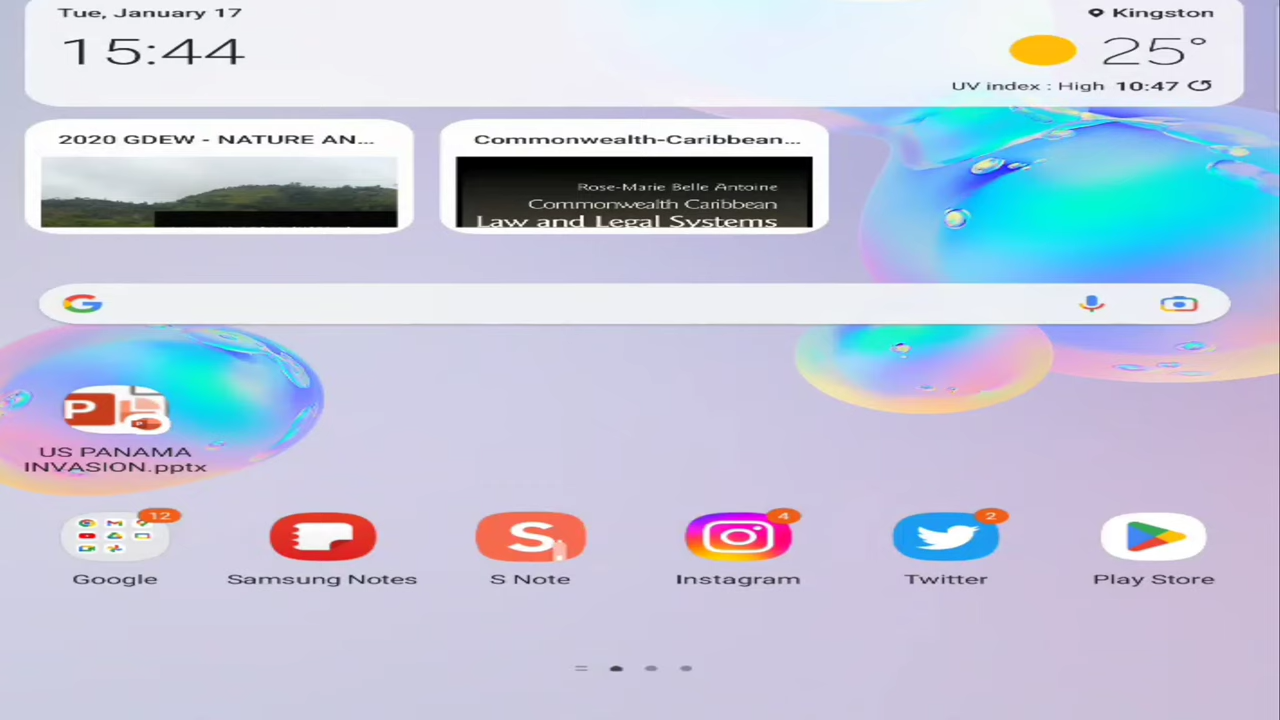 Tue, January 17
Kingston
15:44
25°
UV index : High 10:47
2020 GDEW - NATURE AN...
Commonwealth-Caribbean...
Rose-Marie Belle Antoine
Commonwealth Caribbean
Law and Legal Systems
G
P
US PANAMA
INVASION.pptx
12
4
2
S
Google
Samsung Notes
S Note
Instagram
Twitter
Play Store